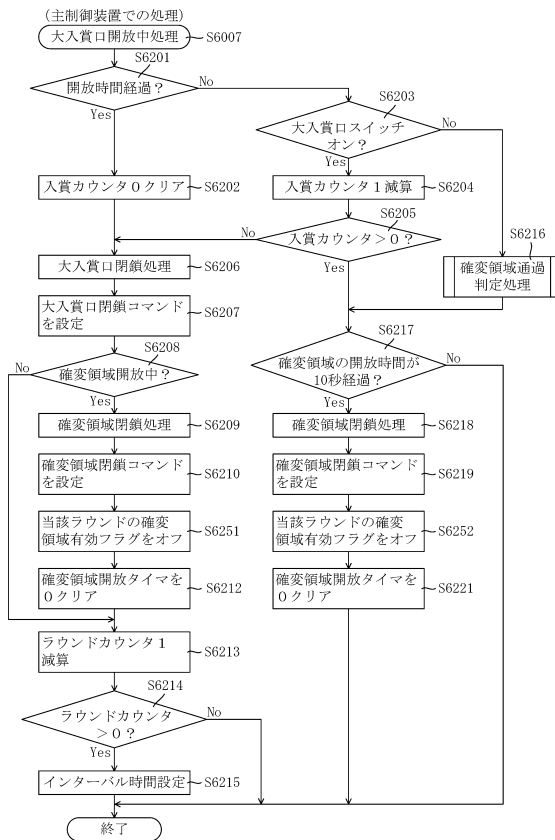 (主制御装置での処理)
大入賞口開放中処理
S6007
S6201
開放時間経過?
No
Yes
S6203
大入賞口スイッチ
オン?
No
Yes
入賞カウンタ0クリア
S6202
入賞カウンタ1減算
S6204
S6205
入賞カウンタ>0?
No
Yes
S6216
確変領域通過
判定処理
大入賞口閉鎖処理
S6206
大入賞口閉鎖コマンド
を設定
S6207
S6208
確変領域開放中?
No
Yes
S6217
確変領域の開放時間が
10秒経過?
No
Yes
確変領域閉鎖処理
S6209
確変領域閉鎖処理
S6218
確変領域閉鎖コマンド
を設定
S6210
確変領域閉鎖コマンド
を設定
S6219
当該ラウンドの確変
領域有効フラグをオフ
S6251
当該ラウンドの確変
領域有効フラグをオフ
S6252
確変領域開放タイマを
0クリア
S6212
確変領域開放タイマを
0クリア
S6221
ラウンドカウンタ1
減算
S6213
S6214
ラウンドカウンタ
>0?
No
Yes
インターバル時間設定
S6215
終了